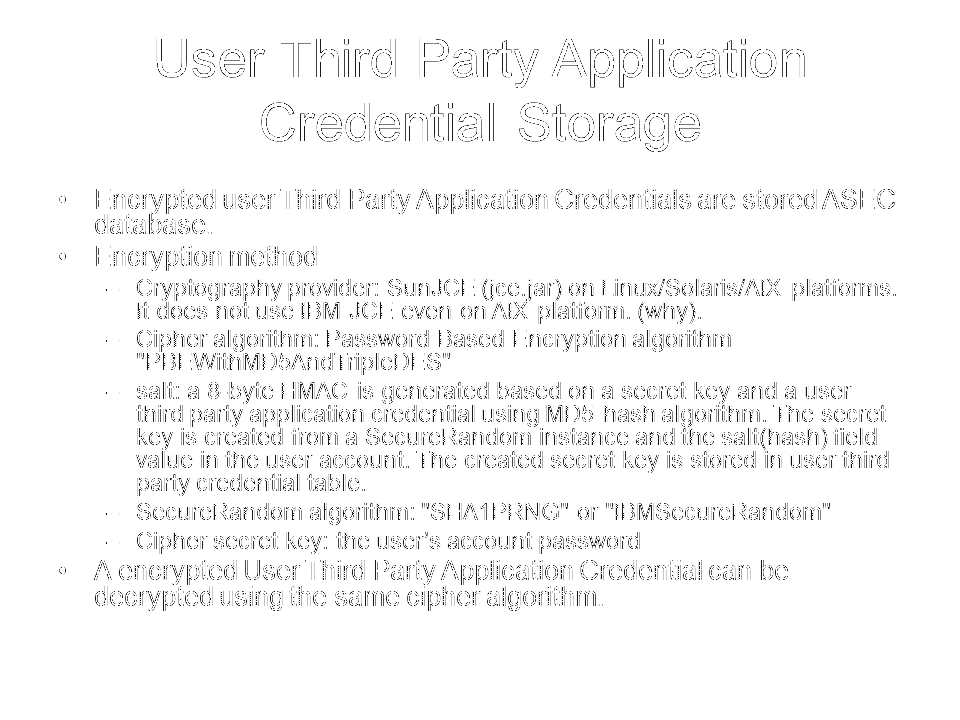 User Third Party Application
Credential Storage
• Encrypted user Third Party Application Credentials are stored ASEC
database.
• Encryption method
– Cryptography provider: SunJCE (jce.jar) on Linux/Solaris/AIX platforms.
It does not use IBM JCE even on AIX platform. (why).
– Cipher algorithm: Password Based Encryption algorithm
"PBEWithMD5AndTripleDES"
– salt: a 8-byte HMAC is generated based on a secret key and a user
third party application credential using MD5 hash algorithm. The secret
key is created from a SecureRandom instance and the salt(hash) field
value in the user account. The created secret key is stored in user third
party credential table.
– SecureRandom algorithm: "SHA1PRNG" or "IBMSecureRandom"
– Cipher secret key: the user's account password
• A encrypted User Third Party Application Credential can be
decrypted using the same cipher algorithm.